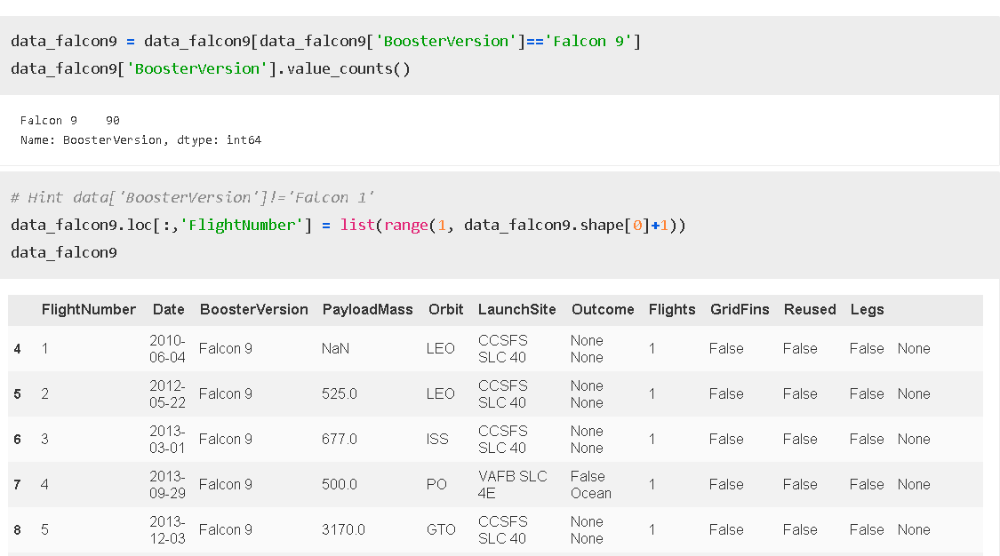 data_falcon9 = data_falcon9[data_falcon9['BoosterVersion']=='Falcon 9']
data_falcon9['BoosterVersion'].value_counts()
Falcon 9    90
Name: BoosterVersion, dtype: int64
# Hint data['BoosterVersion']!='Falcon 1'
data_falcon9.loc[:,'FlightNumber'] = list(range(1, data_falcon9.shape[0]+1))
data_falcon9
FlightNumber Date BoosterVersion PayloadMass Orbit LaunchSite Outcome Flights GridFins Reused Legs
4 1 2010-06-04 Falcon 9 NaN LEO CCSFS SLC 40 None None 1 False False False None
5 2 2012-05-22 Falcon 9 525.0 LEO CCSFS SLC 40 None None 1 False False False None
6 3 2013-03-01 Falcon 9 677.0 ISS CCSFS SLC 40 None None 1 False False False None
7 4 2013-09-29 Falcon 9 500.0 PO VAFB SLC 4E False Ocean 1 False False False None
8 5 2013-12-03 Falcon 9 3170.0 GTO CCSFS SLC 40 None None 1 False False False None